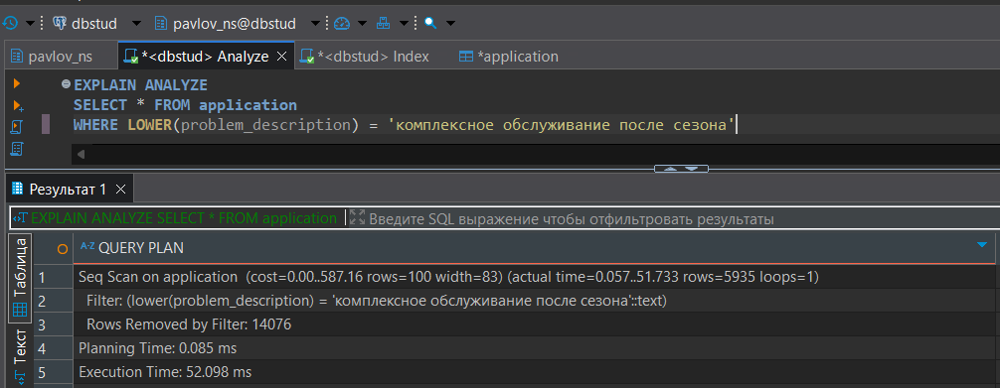 dbstud pavlov_ns@dbstud
pavlov_ns *<dbstud> Analyze *<dbstud> Index *application
EXPLAIN ANALYZE
SELECT * FROM application
WHERE LOWER(problem_description) = 'комплексное обслуживание после сезона'
Результат 1
EXPLAIN ANALYZE SELECT * FROM application Введите SQL выражение чтобы отфильтровать результаты
Таблица
Текст
A-Z QUERY PLAN
1 Seq Scan on application (cost=0.00..587.16 rows=100 width=83) (actual time=0.057..51.733 rows=5935 loops=1)
2 Filter: (lower(problem_description) = 'комплексное обслуживание после сезона'::text)
3 Rows Removed by Filter: 14076
4 Planning Time: 0.085 ms
5 Execution Time: 52.098 ms